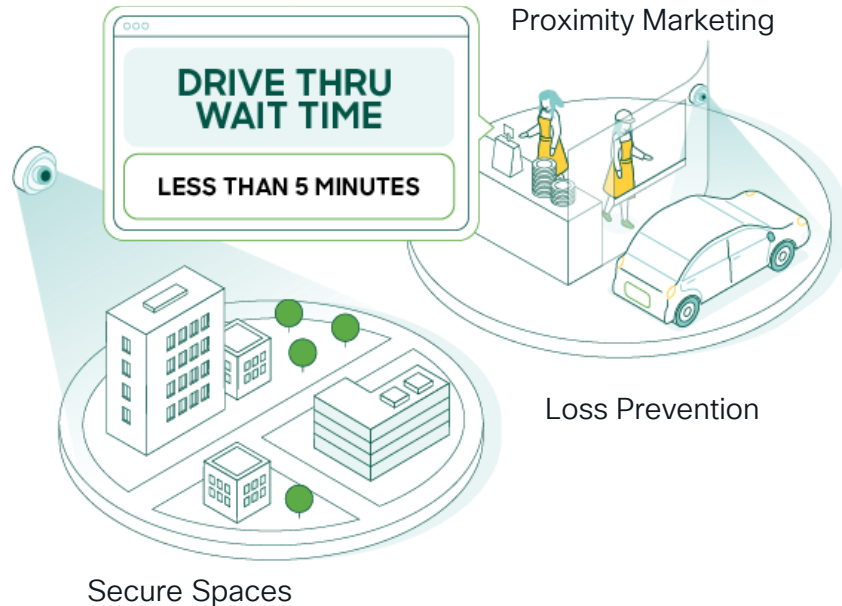 Proximity Marketing
DRIVE THRU
WAIT TIME
LESS THAN 5 MINUTES
Loss Prevention
Secure Spaces